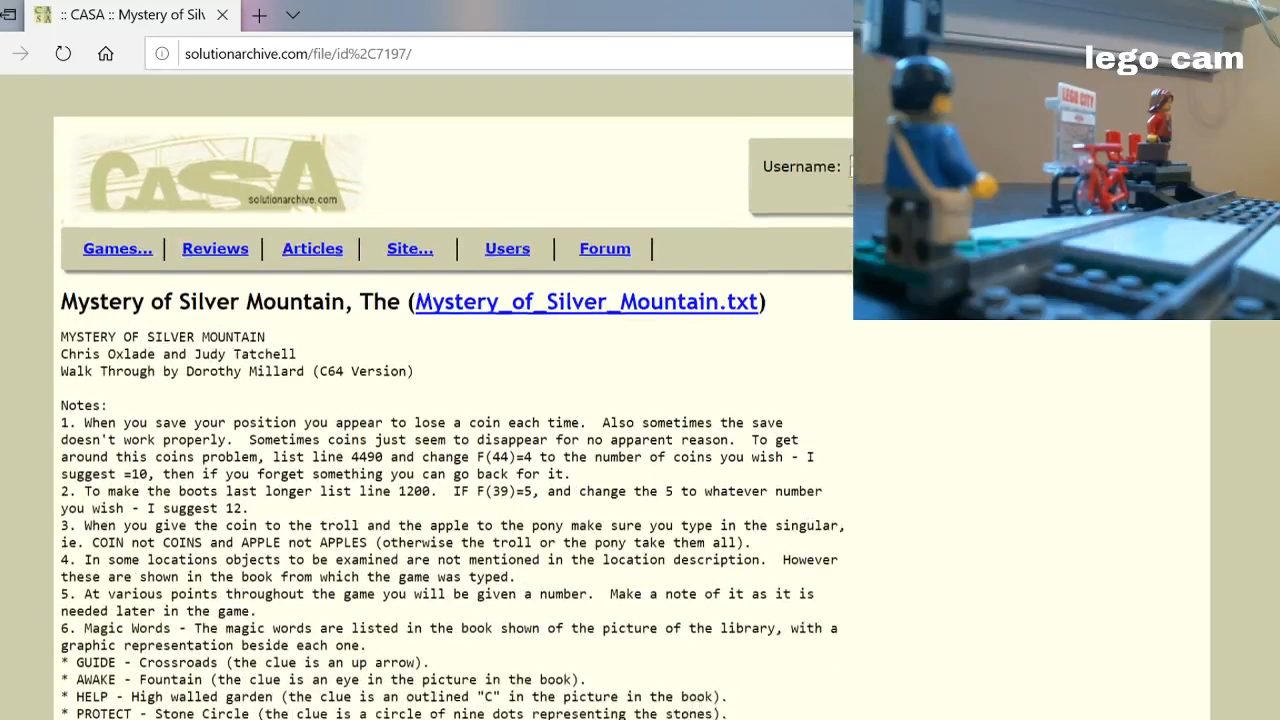 :: CASA :: Mystery of Sil
solutionarchive.com/file/id%2C7197/
lego cam
LEGO CITY
CASA
solutionarchive.com
Username:
Games...
Reviews
Articles
Site...
Users
Forum
Mystery of Silver Mountain, The (Mystery_of_Silver_Mountain.txt)
MYSTERY OF SILVER MOUNTAIN
Chris Oxlade and Judy Tatchell
Walk Through by Dorothy Millard (C64 Version)
Notes:
1. When you save your position you appear to lose a coin each time.  Also sometimes the save
doesn't work properly.  Sometimes coins just seem to disappear for no apparent reason.  To get
around this coins problem, list line 4490 and change F(44)=4 to the number of coins you wish - I
suggest =10, then if you forget something you can go back for it.
2. To make the boots last longer list line 1200.  IF F(39)=5, and change the 5 to whatever number
you wish - I suggest 12.
3. When you give the coin to the troll and the apple to the pony make sure you type in the singular,
ie. COIN not COINS and APPLE not APPLES (otherwise the troll or the pony take them all).
4. In some locations objects to be examined are not mentioned in the location description.  However
these are shown in the book from which the game was typed.
5. At various points throughout the game you will be given a number.  Make a note of it as it is
needed later in the game.
6. Magic Words - The magic words are listed in the book shown of the picture of the library, with a
graphic representation beside each one.
* GUIDE - Crossroads (the clue is an up arrow).
* AWAKE - Fountain (the clue is an eye in the picture in the book).
* HELP - High walled garden (the clue is an outlined "C" in the picture in the book).
* PROTECT - Stone Circle (the clue is a circle of nine dots representing the stones).